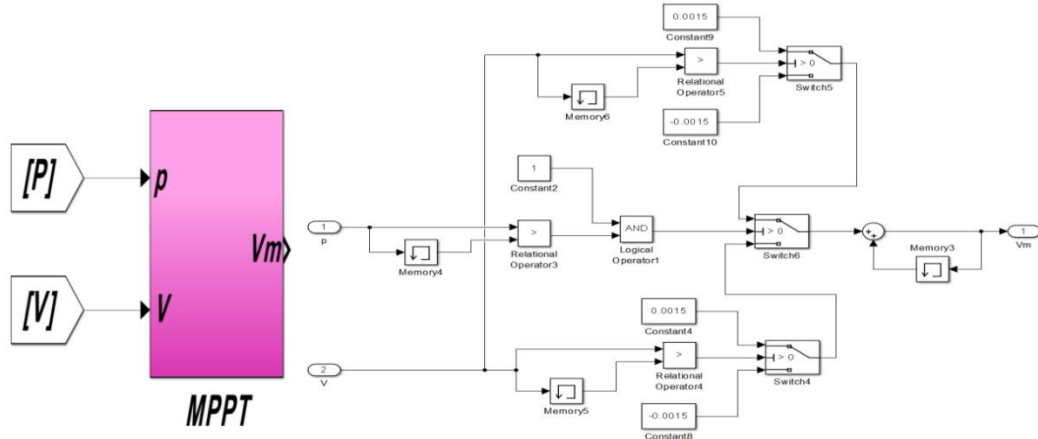 [P]
[V]
p
V
Vm
MPPT
0.0015
Constant9
>
Relational
Operator5
> 0
Switch5
Memory6
-0.0015
Constant10
1
Constant2
1
p
Memory4
>
Relational
Operator3
AND
Logical
Operator1
> 0
Switch6
+
+
Memory3
1
Vm
2
V
0.0015
Constant4
>
Relational
Operator4
> 0
Switch4
Memory5
-0.0015
Constant8